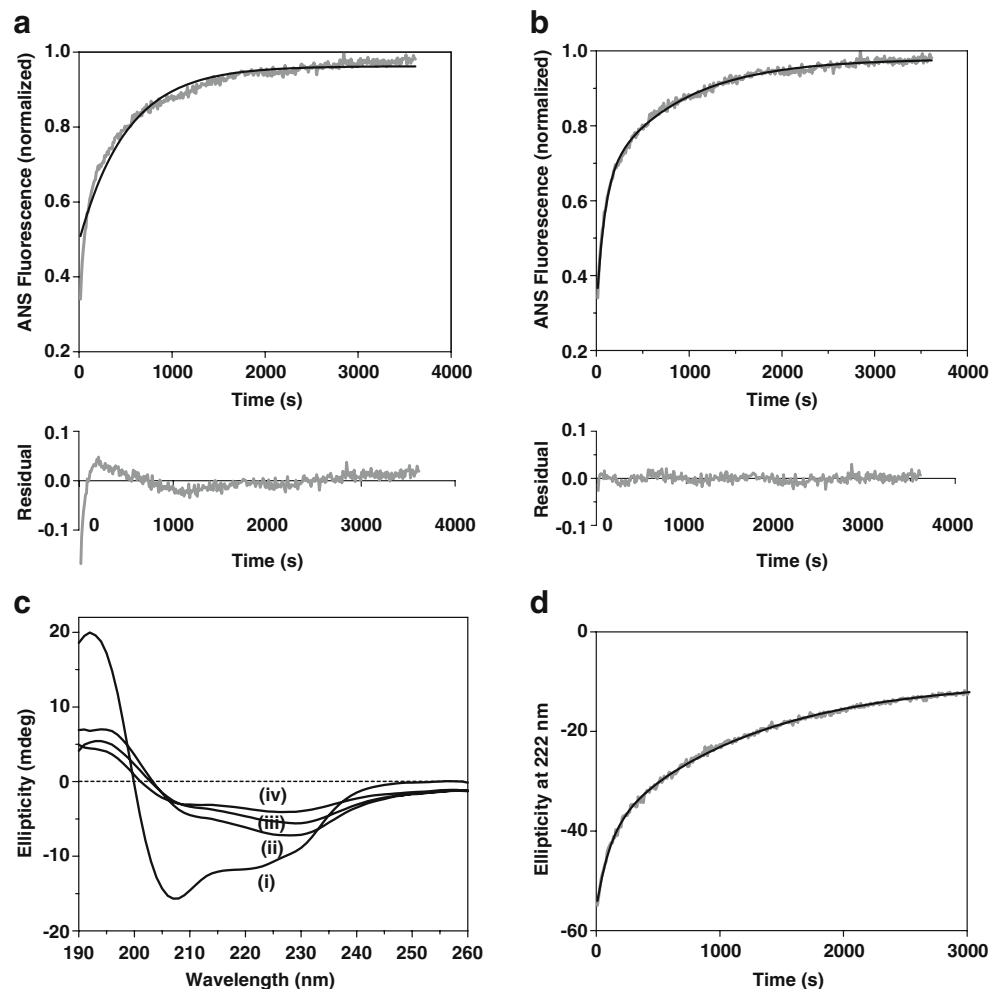 a
1.0
0.8
0.6
0.4
0.2
0 1000 2000 3000 4000
Time (s)
ANS Fluorescence (normalized)
0.1
0.0
-0.1
0 1000 2000 3000 4000
Time (s)
Residual
b
1.0
0.8
0.6
0.4
0.2
0 1000 2000 3000 4000
Time (s)
ANS Fluorescence (normalized)
0.1
0.0
-0.1
0 1000 2000 3000 4000
Time (s)
Residual
c
20
10
0
-10
-20
(iv)
(iii)
(ii)
(i)
190 200 210 220 230 240 250 260
Wavelength (nm)
Ellipticity (mdeg)
d
0
-20
-40
-60
0 1000 2000 3000
Time (s)
Ellipticity at 222 nm